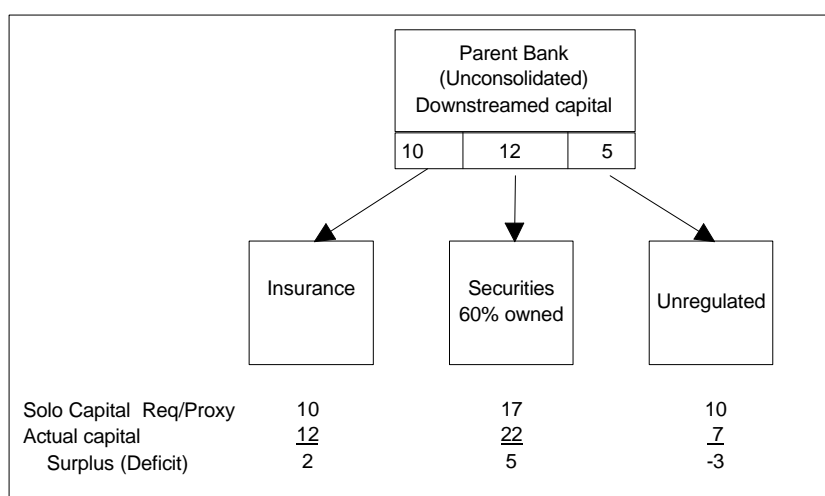 Parent Bank
(Unconsolidated)
Downstreamed capital
10 12 5
Insurance
Securities
60% owned
Unregulated
Solo Capital Req/Proxy 10 17 10
Actual capital 12 22 7
Surplus (Deficit) 2 5 -3